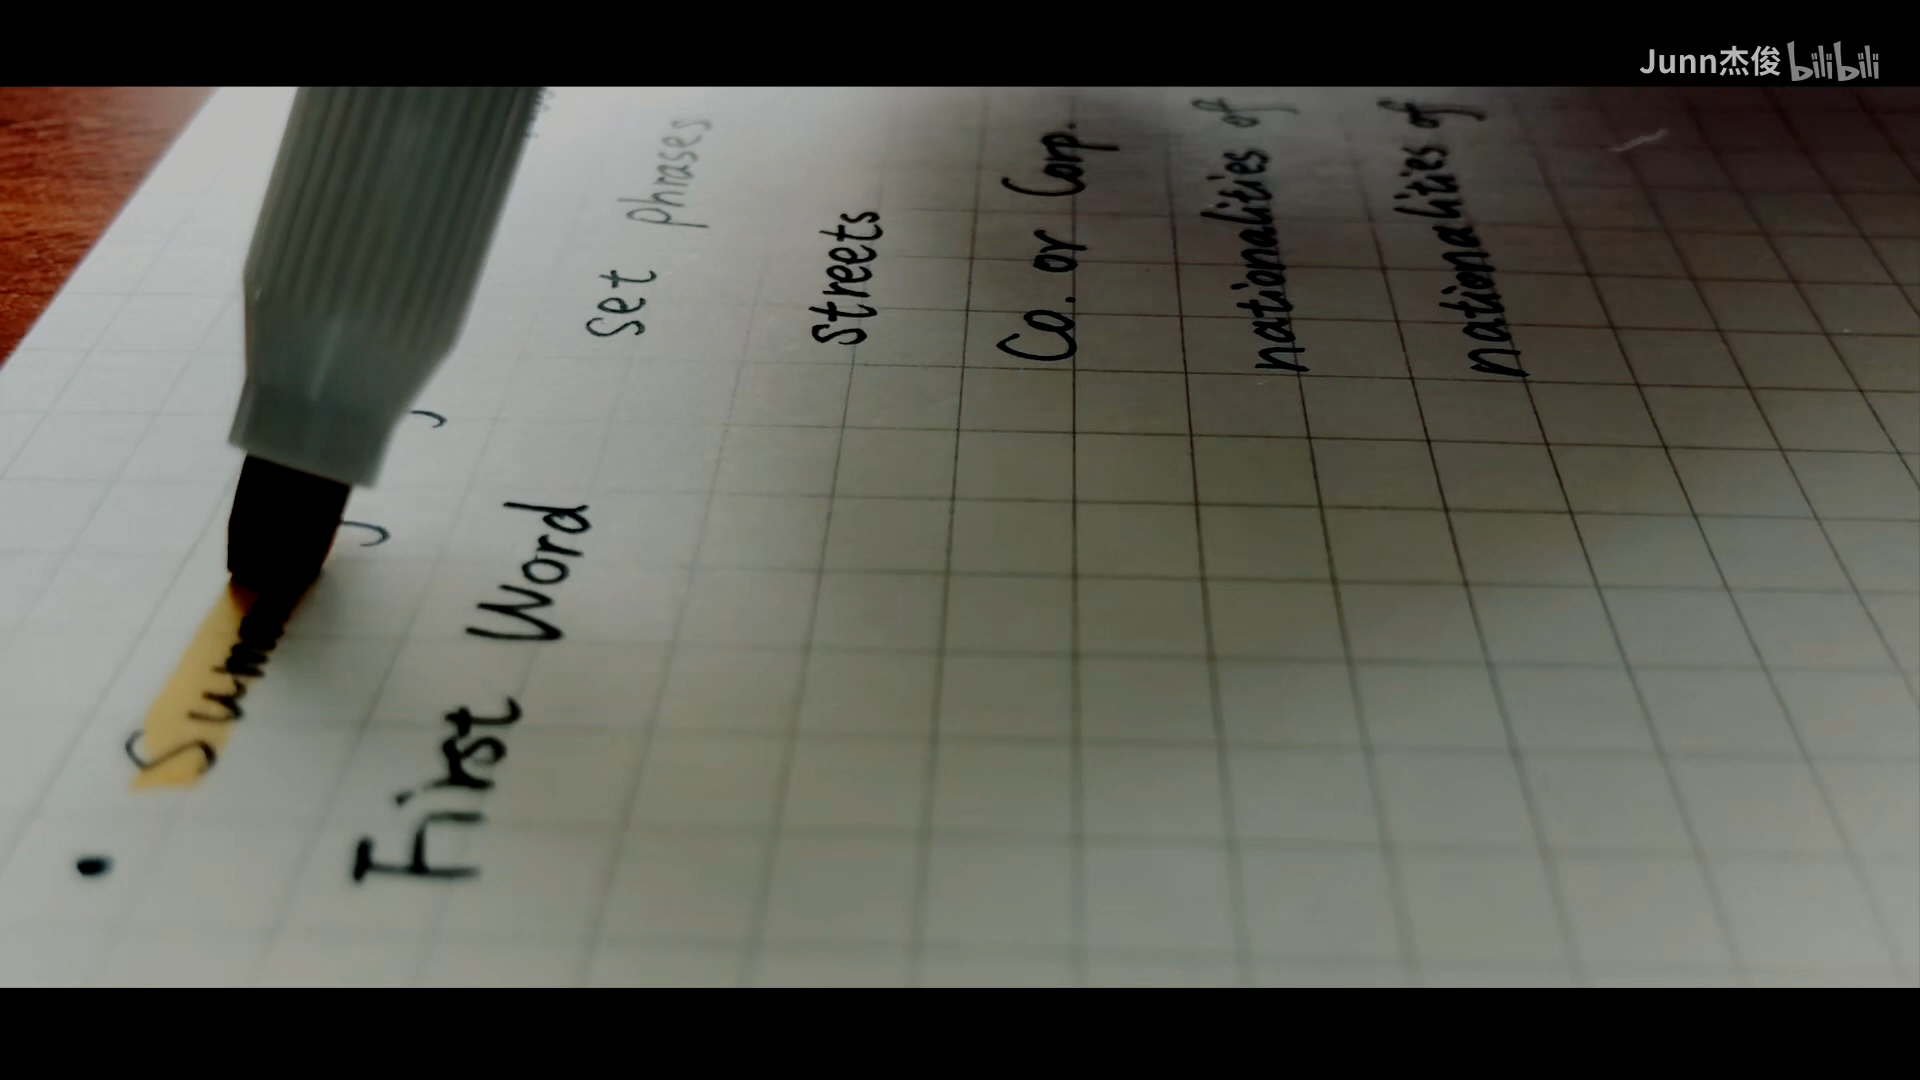 Junn杰俊 bilibili
First Word
Set phrases
Streets
Co. or Corp.
nationalities of
nationalities of